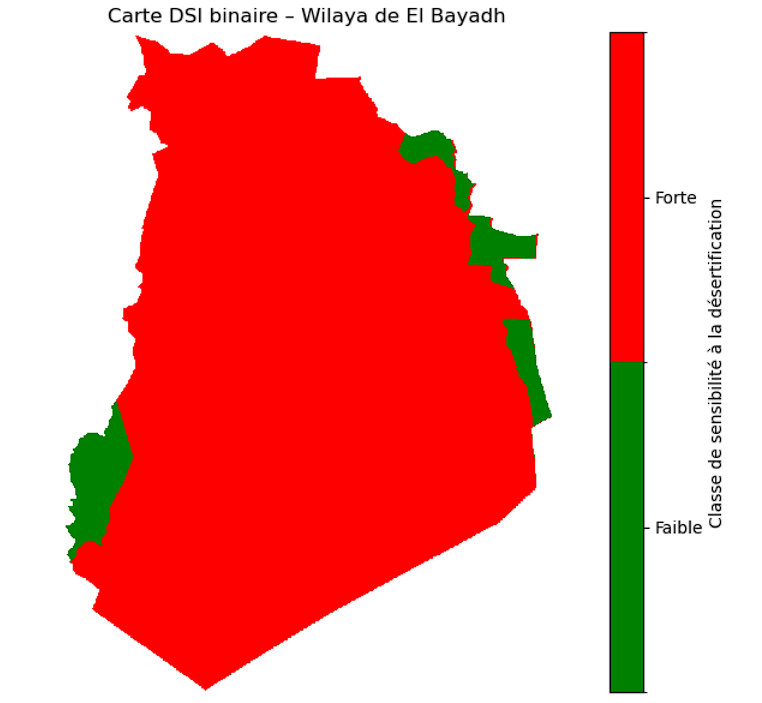 Carte DSI binaire – Wilaya de El Bayadh
Forte
Faible
Classe de sensibilité à la désertification